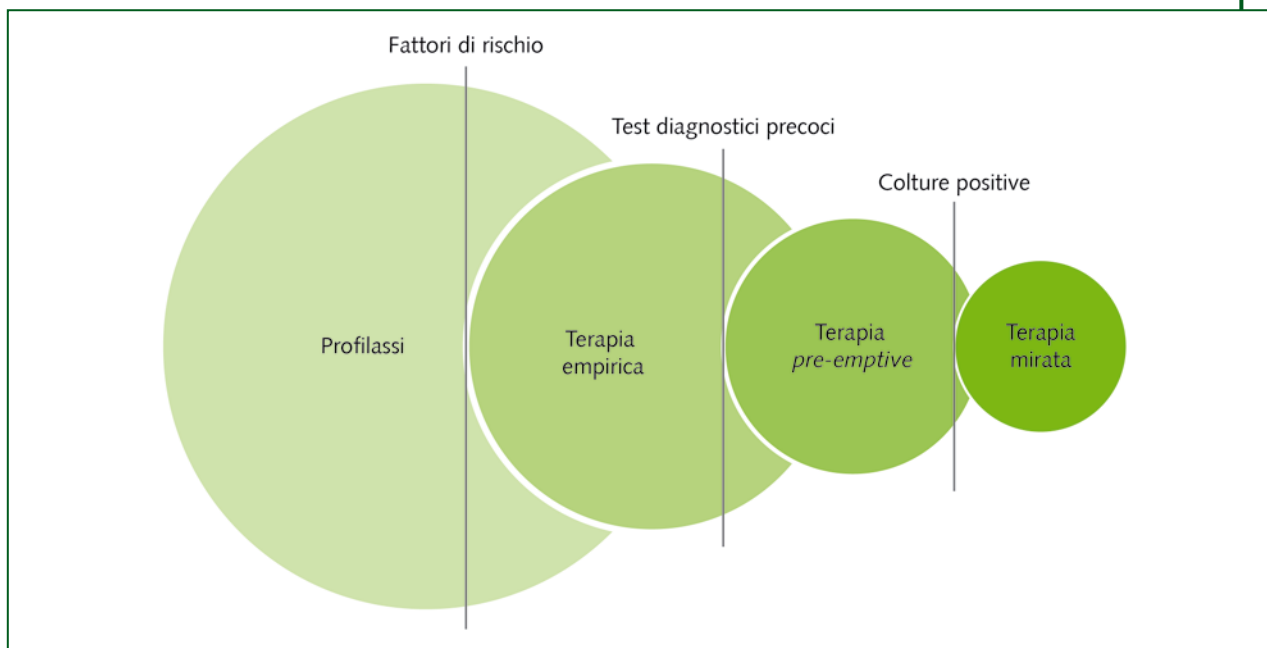 Fattori di rischio
Test diagnostici precoci
Colture positive
Profilassi
Terapia
empirica
Terapia
pre-emptive
Terapia
mirata